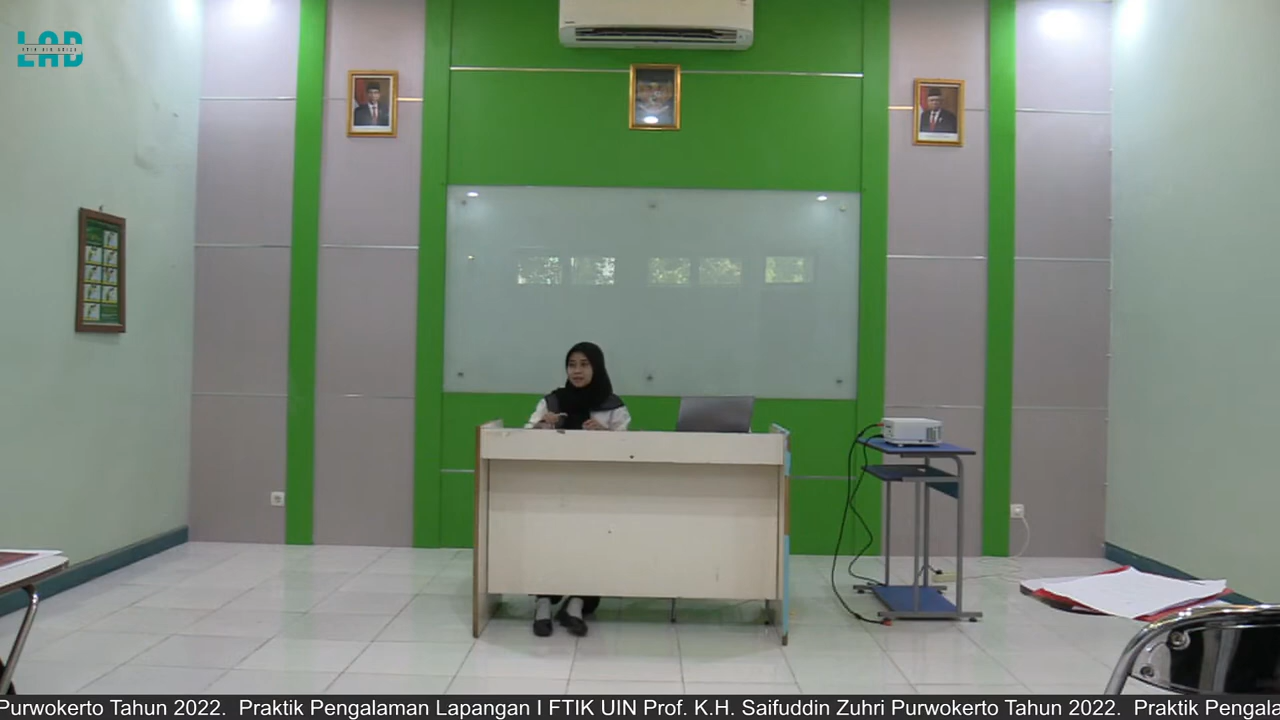 LAB
Purwokerto Tahun 2022.  Praktik Pengalaman Lapangan I FTIK UIN Prof. K.H. Saifuddin Zuhri Purwokerto Tahun 2022.  Praktik Pengala